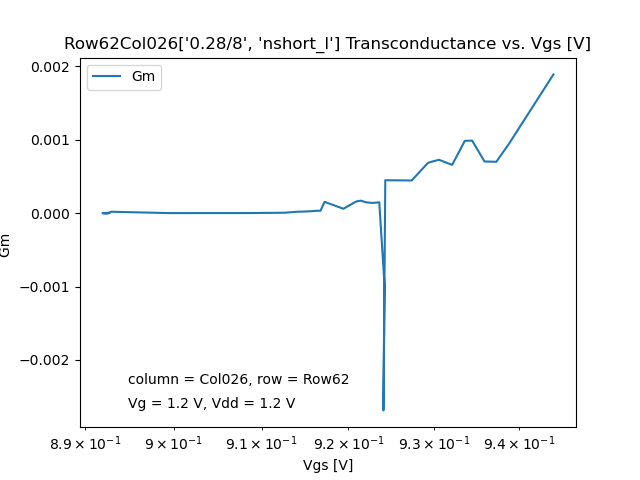 Row62Col026['0.28/8', 'nshort_l'] Transconductance vs. Vgs [V]
Gm
0.002
0.001
0.000
−0.001
−0.002
Gm
column = Col026, row = Row62
Vg = 1.2 V, Vdd = 1.2 V
8.9 × 10⁻¹ 9 × 10⁻¹ 9.1 × 10⁻¹ 9.2 × 10⁻¹ 9.3 × 10⁻¹ 9.4 × 10⁻¹
Vgs [V]